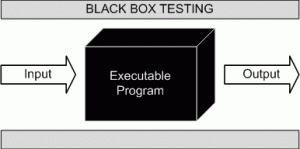 BLACK BOX TESTING
Input
Executable
Program
Output